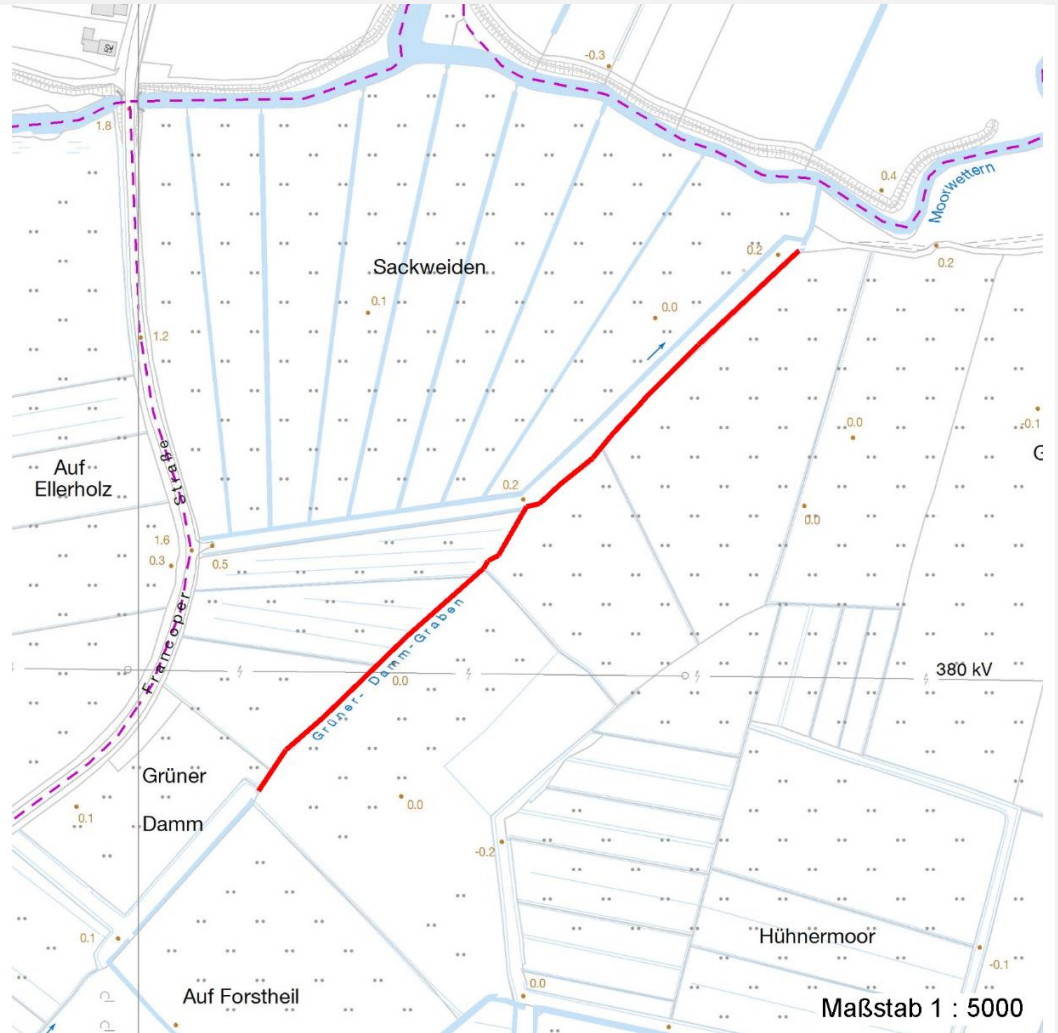 -0.3
1.8
0.4
Moorwettern
0.2
0.2
Sackweiden
0.1
0.0
1.2
-0.1
0.0
G
Auf
Ellerholz
Francoper Straße
0.2
0.0
1.6
0.3
0.5
380 kV
0.0
Grüner-Damm-Graben
Grüner
Damm
0.1
0.0
-0.2
0.1
Hühnermoor
-0.1
0.0
Auf Forstheil
Maßstab 1 : 5000